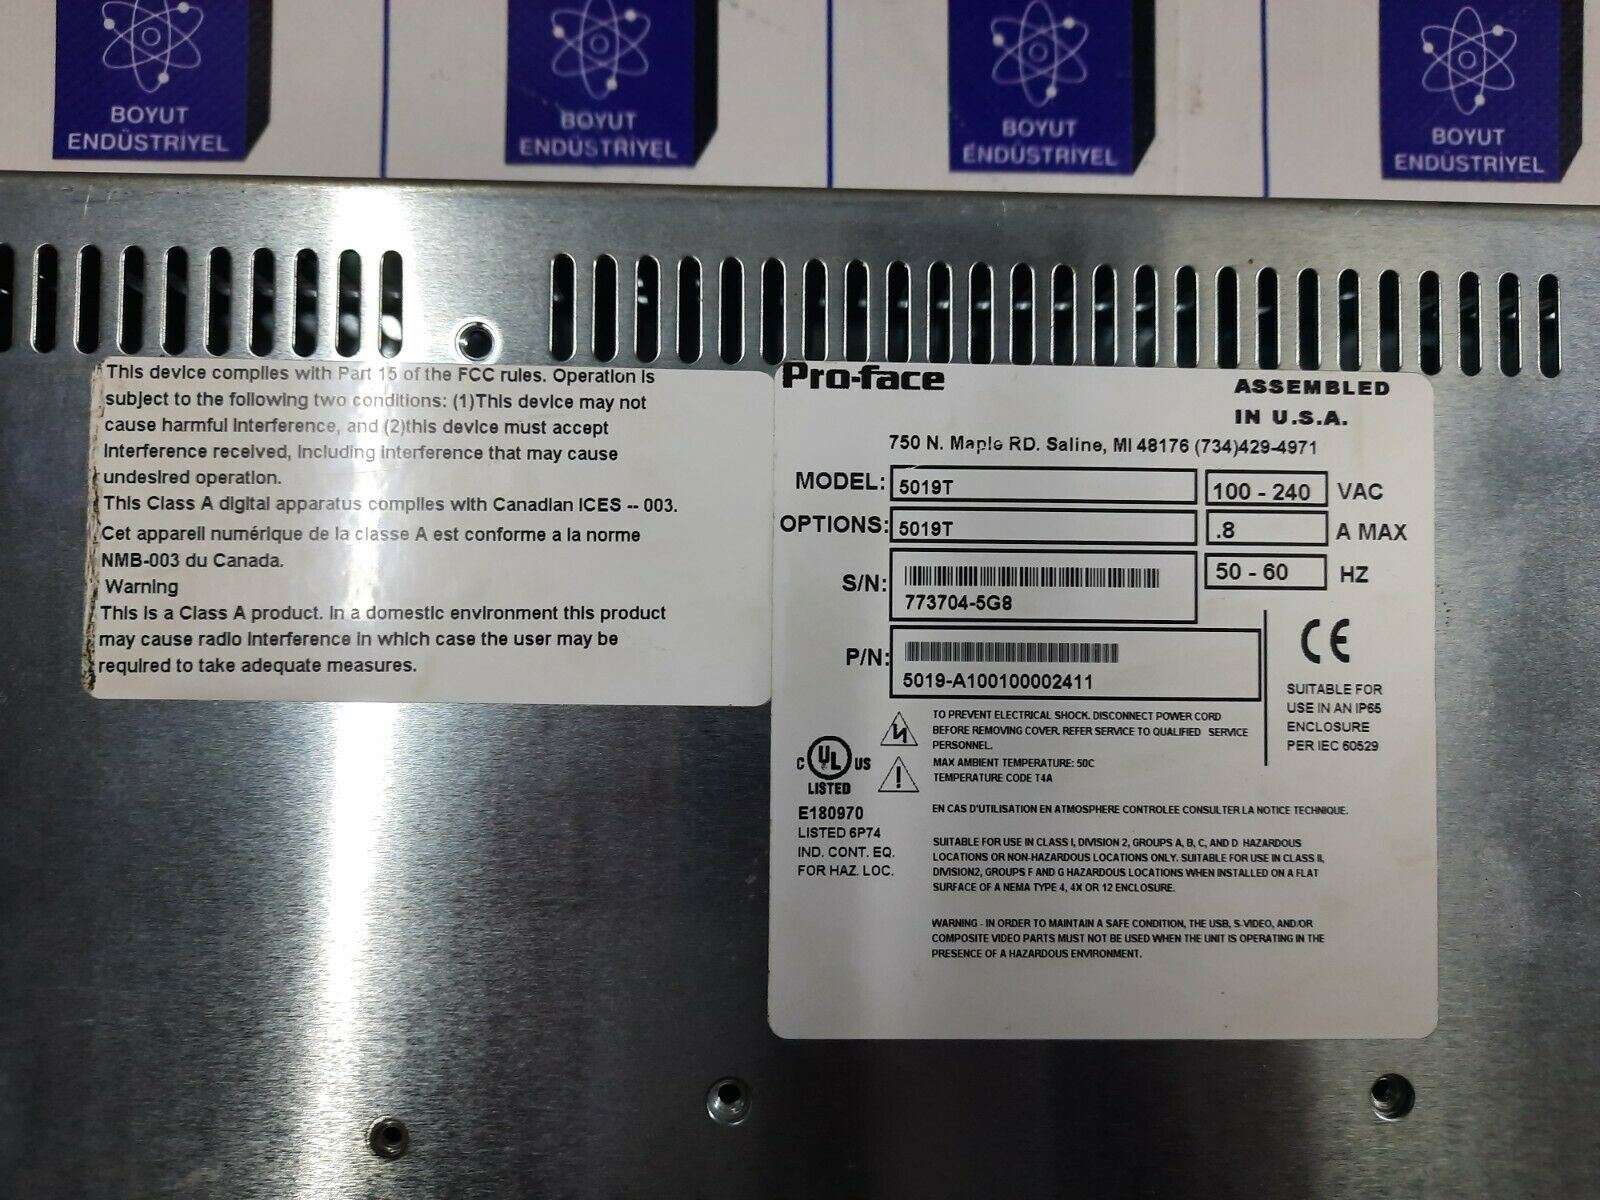 BOYUT
ENDÜSTRİYEL
BOYUT
ENDÜSTRİYEL
BOYUT
ENDÜSTRİYEL
BOYUT
ENDÜSTRİYEL
This device complies with Part 15 of the FCC rules. Operation is
subject to the following two conditions: (1)This device may not
cause harmful interference, and (2)this device must accept
interference received, including interference that may cause
undesired operation.
This Class A digital apparatus complies with Canadian ICES -- 003.
Cet appareil numérique de la classe A est conforme a la norme
NMB-003 du Canada.
Warning
This is a Class A product. In a domestic environment this product
may cause radio interference in which case the user may be
required to take adequate measures.
Pro-face
ASSEMBLED
IN U.S.A.
750 N. Maple RD. Saline, MI 48176 (734)429-4971
MODEL: 5019T 100 - 240 VAC
OPTIONS: 5019T .8 A MAX
50 - 60 HZ
S/N: 773704-5G8
P/N: 5019-A100100002411
CE
SUITABLE FOR
USE IN AN IP65
ENCLOSURE
PER IEC 60529
TO PREVENT ELECTRICAL SHOCK. DISCONNECT POWER CORD
BEFORE REMOVING COVER. REFER SERVICE TO QUALIFIED SERVICE
PERSONNEL.
MAX AMBIENT TEMPERATURE: 50C
TEMPERATURE CODE T4A
C UL US
LISTED
E180970
LISTED 6P74
IND. CONT. EQ.
FOR HAZ. LOC.
EN CAS D'UTILISATION EN ATMOSPHERE CONTROLEE CONSULTER LA NOTICE TECHNIQUE.
SUITABLE FOR USE IN CLASS I, DIVISION 2, GROUPS A, B, C, AND D HAZARDOUS
LOCATIONS OR NON-HAZARDOUS LOCATIONS ONLY. SUITABLE FOR USE IN CLASS II,
DIVISION2, GROUPS F AND G HAZARDOUS LOCATIONS WHEN INSTALLED ON A FLAT
SURFACE OF A NEMA TYPE 4, 4X OR 12 ENCLOSURE.
WARNING - IN ORDER TO MAINTAIN A SAFE CONDITION, THE USB, S-VIDEO, AND/OR
COMPOSITE VIDEO PARTS MUST NOT BE USED WHEN THE UNIT IS OPERATING IN THE
PRESENCE OF A HAZARDOUS ENVIRONMENT.